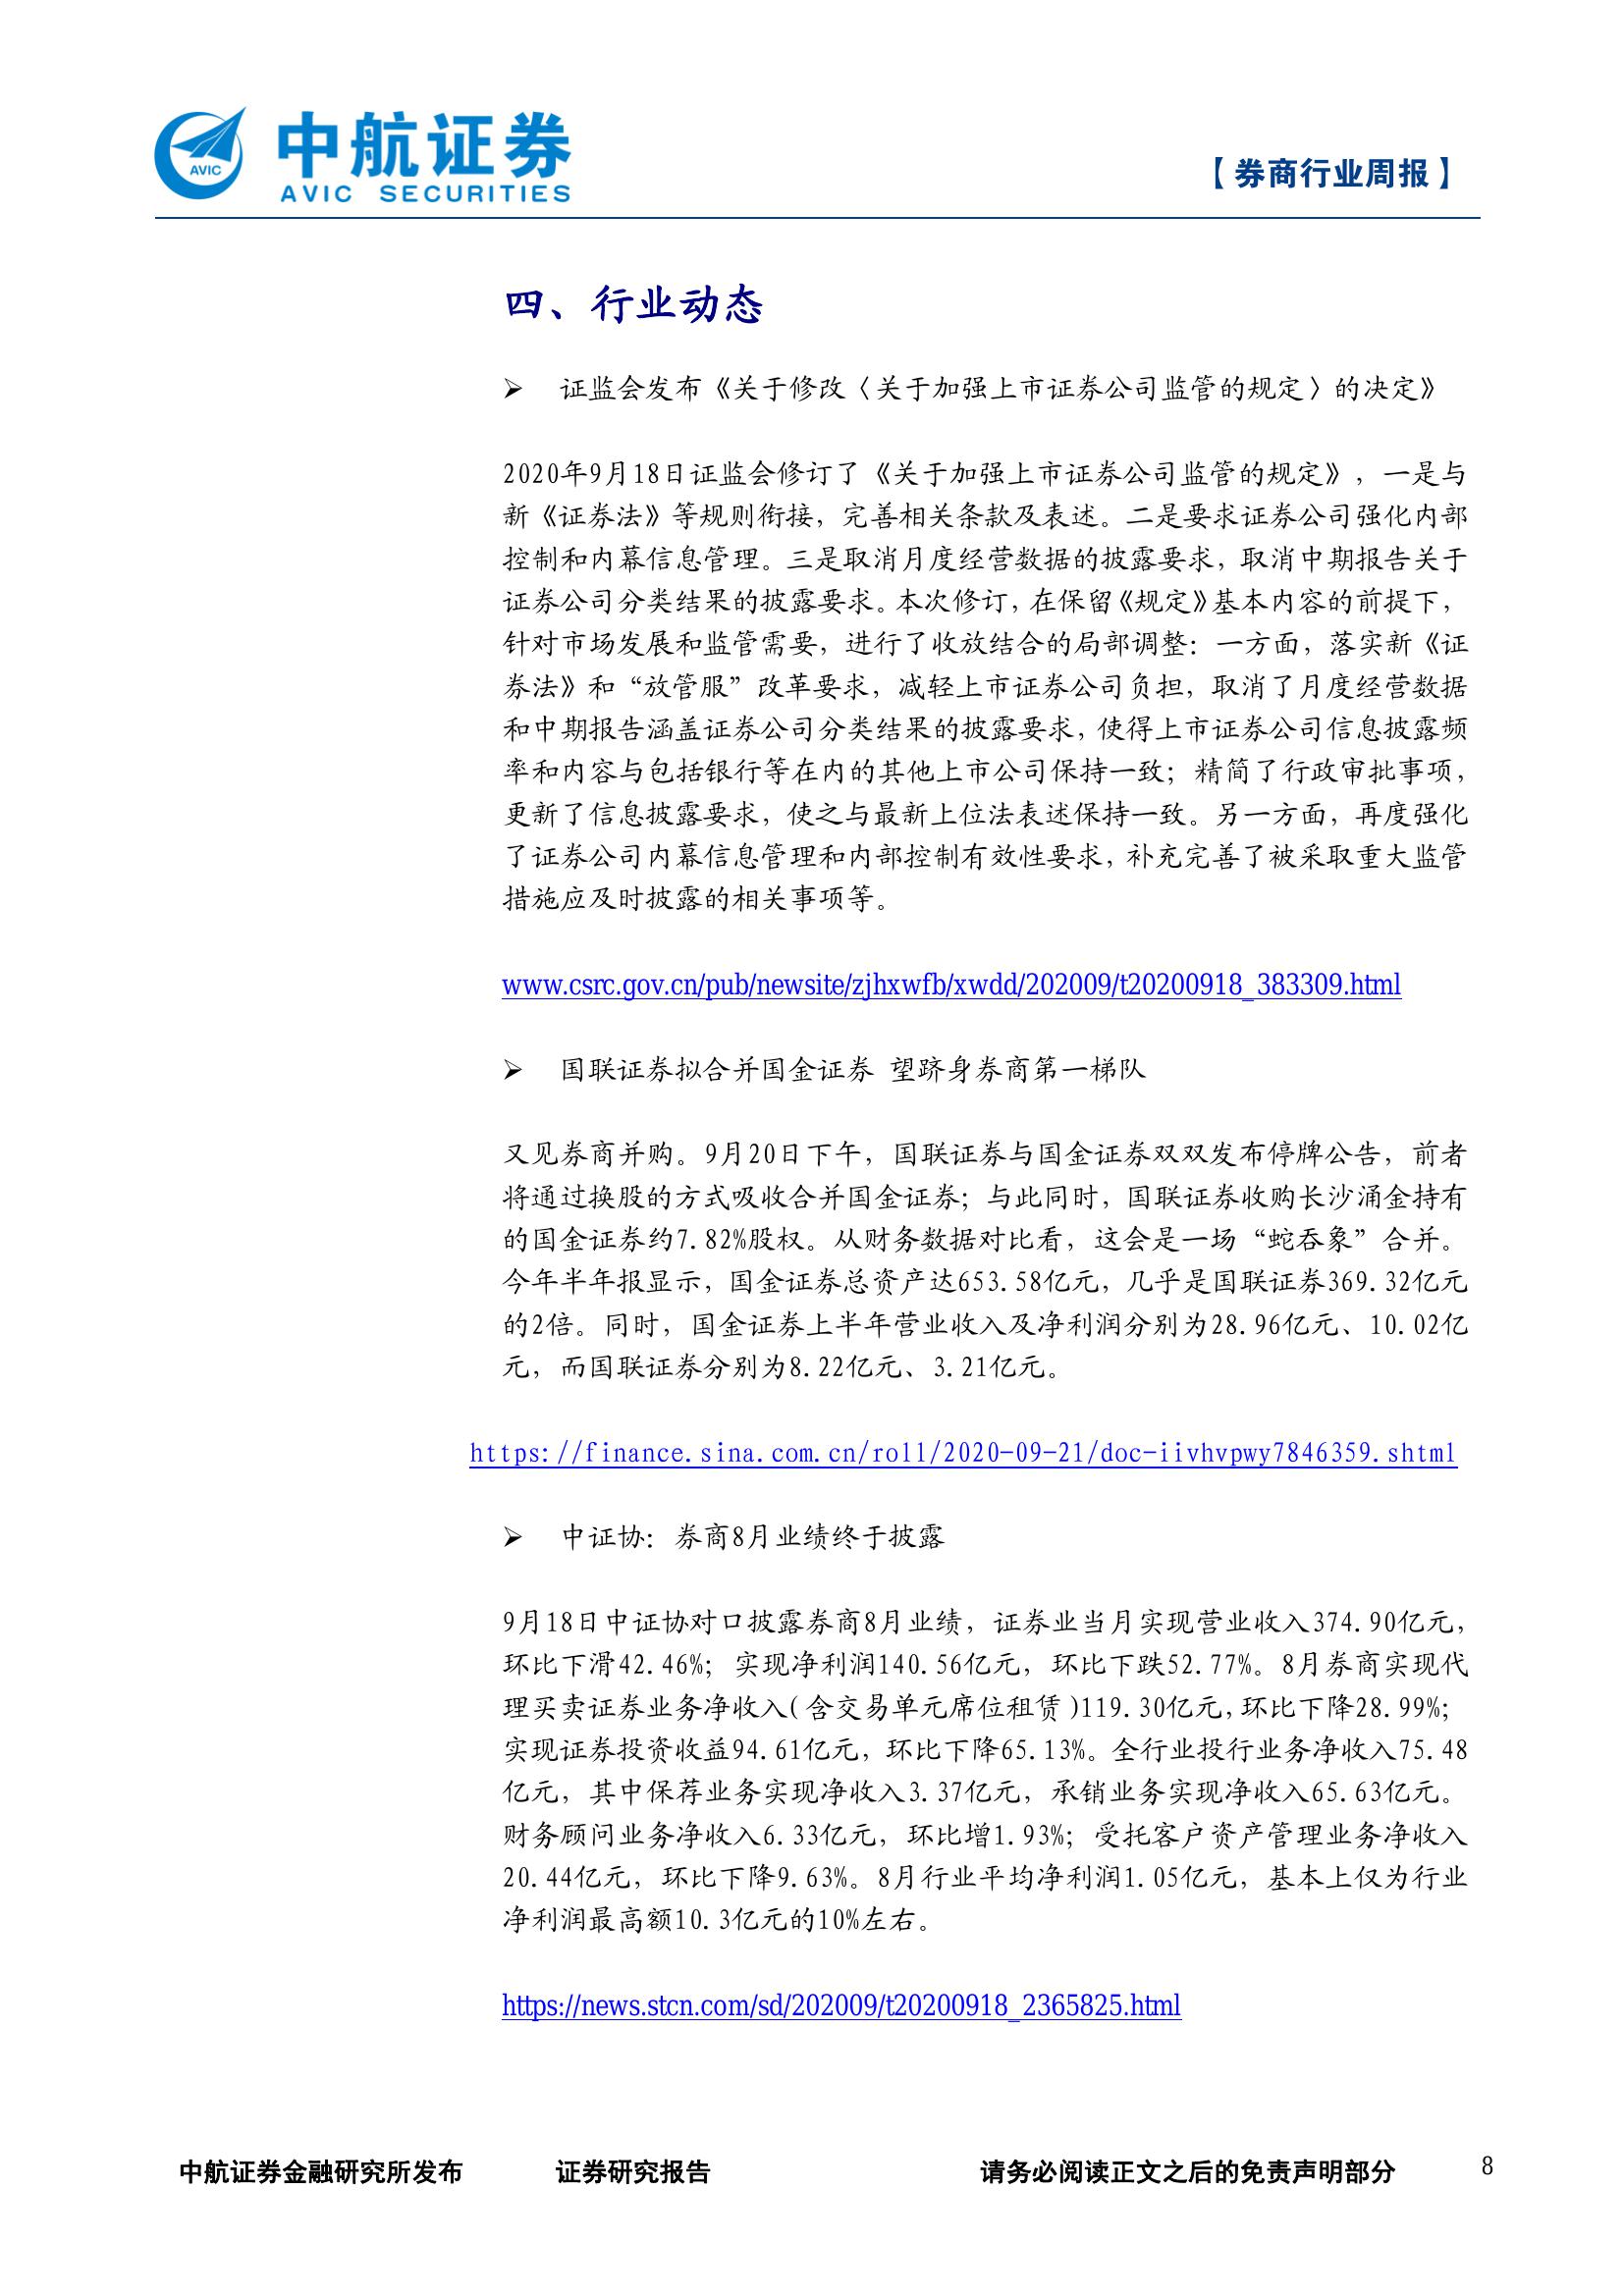 中航证券
AVIC SECURITIES
AVIC
【券商行业周报】
四、行业动态
➢ 证监会发布《关于修改〈关于加强上市证券公司监管的规定〉的决定》
2020年9月18日证监会修订了《关于加强上市证券公司监管的规定》，一是与
新《证券法》等规则衔接，完善相关条款及表述。二是要求证券公司强化内部
控制和内幕信息管理。三是取消月度经营数据的披露要求，取消中期报告关于
证券公司分类结果的披露要求。本次修订，在保留《规定》基本内容的前提下，
针对市场发展和监管需要，进行了收放结合的局部调整：一方面，落实新《证
券法》和“放管服”改革要求，减轻上市证券公司负担，取消了月度经营数据
和中期报告涵盖证券公司分类结果的披露要求，使得上市证券公司信息披露频
率和内容与包括银行等在内的其他上市公司保持一致；精简了行政审批事项，
更新了信息披露要求，使之与最新上位法表述保持一致。另一方面，再度强化
了证券公司内幕信息管理和内部控制有效性要求，补充完善了被采取重大监管
措施应及时披露的相关事项等。
www.csrc.gov.cn/pub/newsite/zjhxwfb/xwdd/202009/t20200918_383309.html
➢ 国联证券拟合并国金证券 望跻身券商第一梯队
又见券商并购。9月20日下午，国联证券与国金证券双双发布停牌公告，前者
将通过换股的方式吸收合并国金证券；与此同时，国联证券收购长沙涌金持有
的国金证券约7.82%股权。从财务数据对比看，这会是一场“蛇吞象”合并。
今年半年报显示，国金证券总资产达653.58亿元，几乎是国联证券369.32亿元
的2倍。同时，国金证券上半年营业收入及净利润分别为28.96亿元、10.02亿
元，而国联证券分别为8.22亿元、3.21亿元。
https://finance.sina.com.cn/roll/2020-09-21/doc-iivhvpwy7846359.shtml
➢ 中证协：券商8月业绩终于披露
9月18日中证协对口披露券商8月业绩，证券业当月实现营业收入374.90亿元，
环比下滑42.46%；实现净利润140.56亿元，环比下跌52.77%。8月券商实现代
理买卖证券业务净收入(含交易单元席位租赁)119.30亿元，环比下降28.99%；
实现证券投资收益94.61亿元，环比下降65.13%。全行业投行业务净收入75.48
亿元，其中保荐业务实现净收入3.37亿元，承销业务实现净收入65.63亿元。
财务顾问业务净收入6.33亿元，环比增1.93%；受托客户资产管理业务净收入
20.44亿元，环比下降9.63%。8月行业平均净利润1.05亿元，基本上仅为行业
净利润最高额10.3亿元的10%左右。
https://news.stcn.com/sd/202009/t20200918_2365825.html
中航证券金融研究所发布 证券研究报告 请务必阅读正文之后的免责声明部分 8